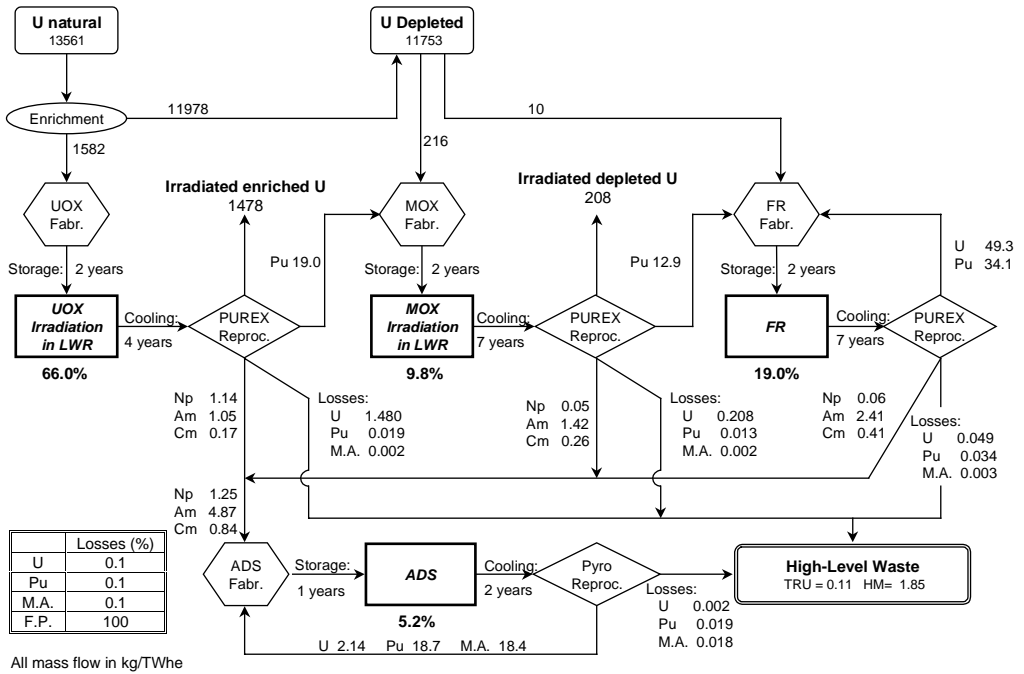 U natural
13561
U Depleted
11753
11978
10
Enrichment
1582
216
Irradiated enriched U
1478
Irradiated depleted U
208
UOX
Fabr.
MOX
Fabr.
FR
Fabr.
U 49.3
Pu 34.1
Pu 19.0
Pu 12.9
Storage: 2 years
Storage: 2 years
Storage: 2 years
UOX
Irradiation
in LWR
Cooling:
4 years
PUREX
Reproc.
MOX
Irradiation
in LWR
Cooling:
7 years
PUREX
Reproc.
FR
Cooling:
7 years
PUREX
Reproc.
66.0%
9.8%
19.0%
Np 1.14
Am 1.05
Cm 0.17
Losses:
U 1.480
Pu 0.019
M.A. 0.002
Np 0.05
Am 1.42
Cm 0.26
Losses:
U 0.208
Pu 0.013
M.A. 0.002
Np 0.06
Am 2.41
Cm 0.41
Losses:
U 0.049
Pu 0.034
M.A. 0.003
Np 1.25
Am 4.87
Cm 0.84
Losses (%)
U 0.1
Pu 0.1
M.A. 0.1
F.P. 100
ADS
Fabr.
Storage:
1 years
ADS
Cooling:
2 years
Pyro
Reproc.
High-Level Waste
TRU = 0.11 HM= 1.85
5.2%
Losses:
U 0.002
Pu 0.019
M.A. 0.018
U 2.14 Pu 18.7 M.A. 18.4
All mass flow in kg/TWhe